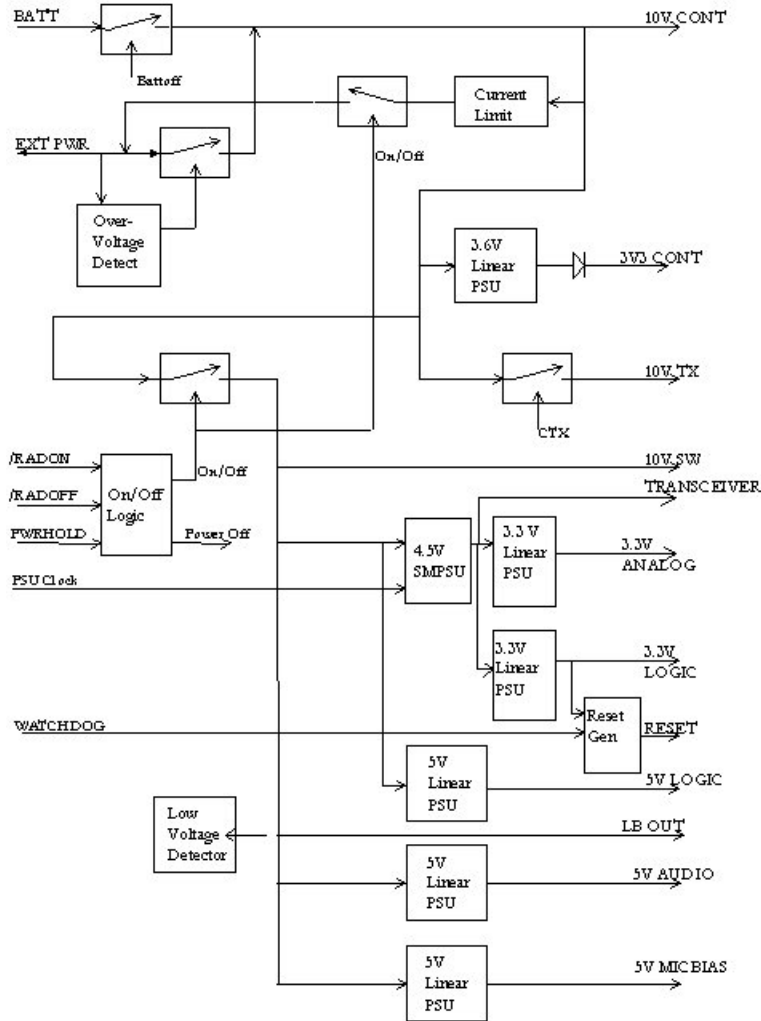 BATT
10V CONT
Battoff
Current
Limit
EXT PWR
On/Off
Over-
Voltage
Detect
3.6V
Linear
PSU
3V3 CONT
10V TX
CTX
/RADON
On/Off
10V SW
TRANSCEIVER
/RADOFF
On/Off
Logic
PWRHOLD
Power Off
4.5V
SMPSU
3.3 V
Linear
PSU
3.3V
ANALOG
PSU Clock
3.3V
Linear
PSU
3.3V
LOGIC
WATCHDOG
Reset
Gen
RESET
5V
Linear
PSU
5V LOGIC
Low
Voltage
Detector
LB OUT
5V
Linear
PSU
5V AUDIO
5V
Linear
PSU
5V MICBIAS